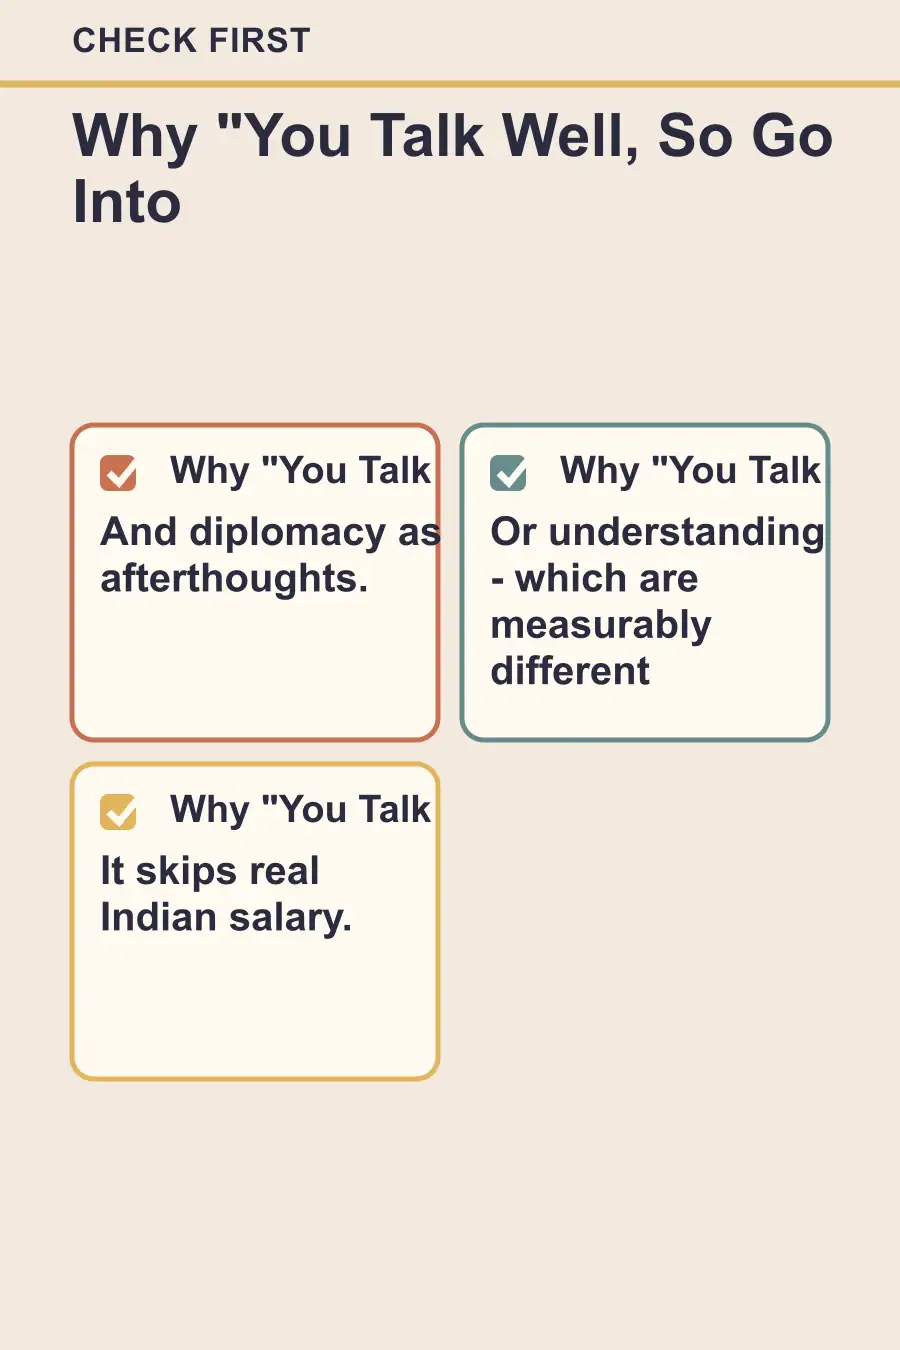 CHECK FIRST
Why "You Talk Well, So Go
Into
Why "You Talk
And diplomacy as
afterthoughts.
Why "You Talk
Or understanding
- which are
measurably
different
Why "You Talk
It skips real
Indian salary.